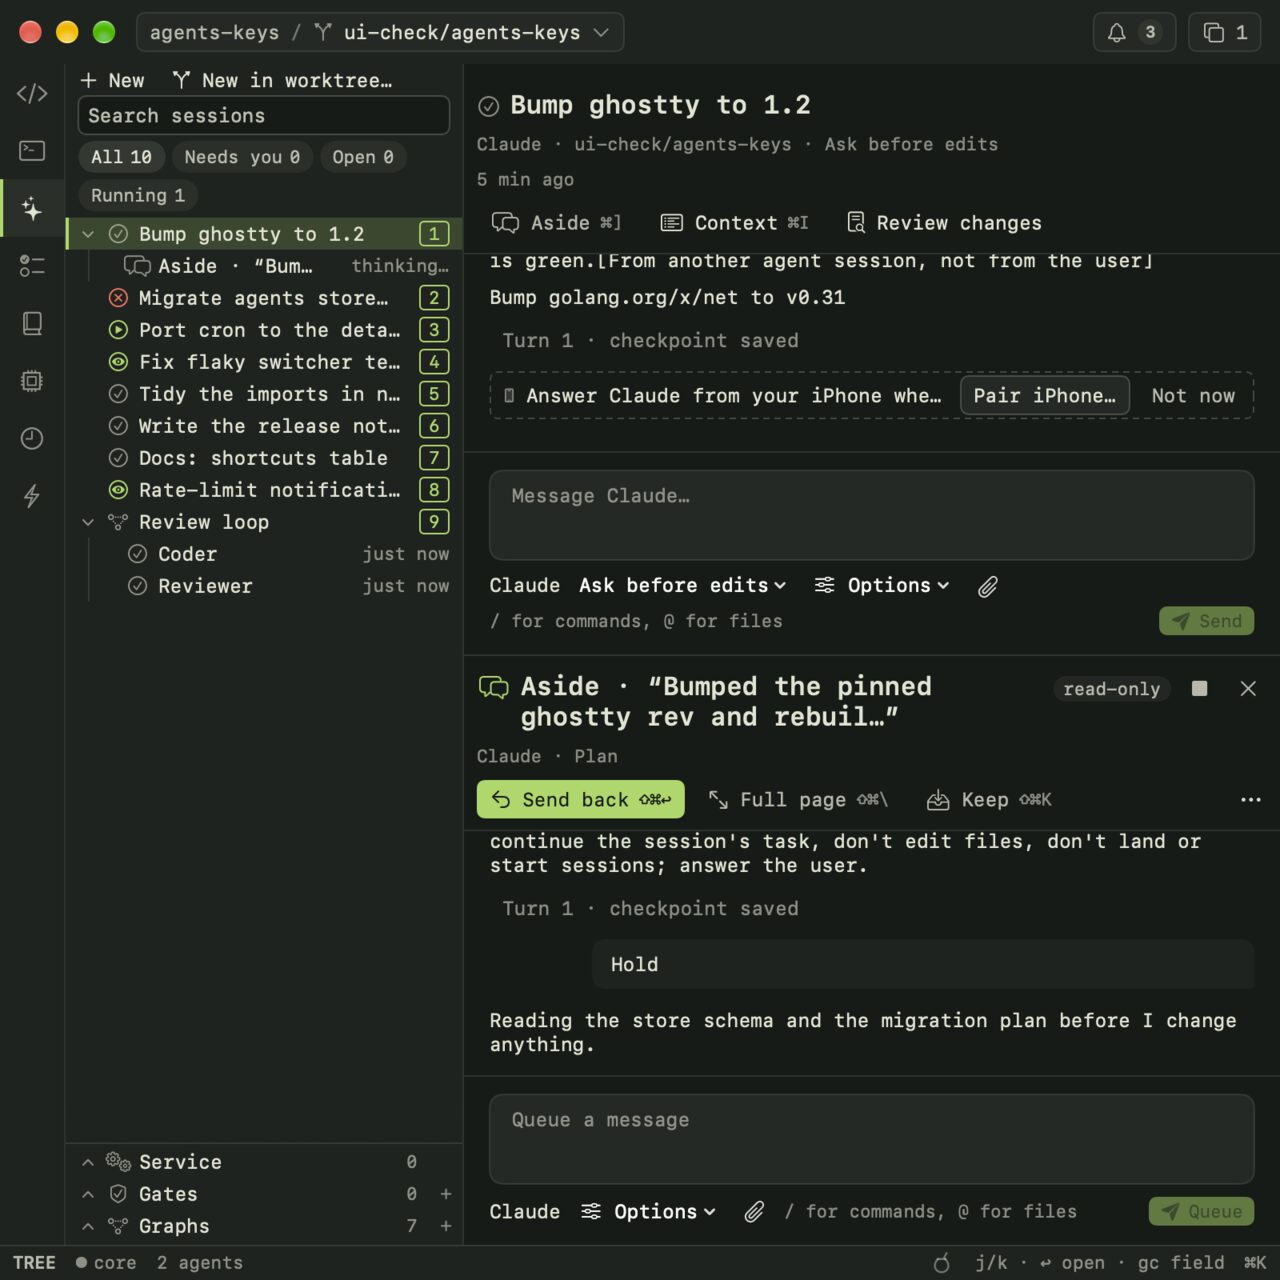 agents-keys / ui-check/agents-keys
3
1
+ New New in worktree…
Search sessions
All 10 Needs you 0 Open 0
Running 1
Bump ghostty to 1.2 1
Aside · “Bum… thinking…
Migrate agents store… 2
Port cron to the deta… 3
Fix flaky switcher te… 4
Tidy the imports in n… 5
Write the release not… 6
Docs: shortcuts table 7
Rate-limit notificati… 8
Review loop 9
Coder just now
Reviewer just now
Service 0
Gates 0 +
Graphs 7 +
Bump ghostty to 1.2
Claude · ui-check/agents-keys · Ask before edits
5 min ago
Aside ⌘] Context ⌘I Review changes
is green.[From another agent session, not from the user]
Bump golang.org/x/net to v0.31
Turn 1 · checkpoint saved
Answer Claude from your iPhone whe… Pair iPhone… Not now
Message Claude…
Claude Ask before edits Options
/ for commands, @ for files Send
Aside · “Bumped the pinned
ghostty rev and rebuil…”
read-only
Claude · Plan
Send back ⇧⌘↩ Full page ⇧⌘\ Keep ⇧⌘K …
continue the session's task, don't edit files, don't land or
start sessions; answer the user.
Turn 1 · checkpoint saved
Hold
Reading the store schema and the migration plan before I change
anything.
Queue a message
Claude Options / for commands, @ for files Queue
TREE core 2 agents j/k · ↩ open · gc field ⌘K